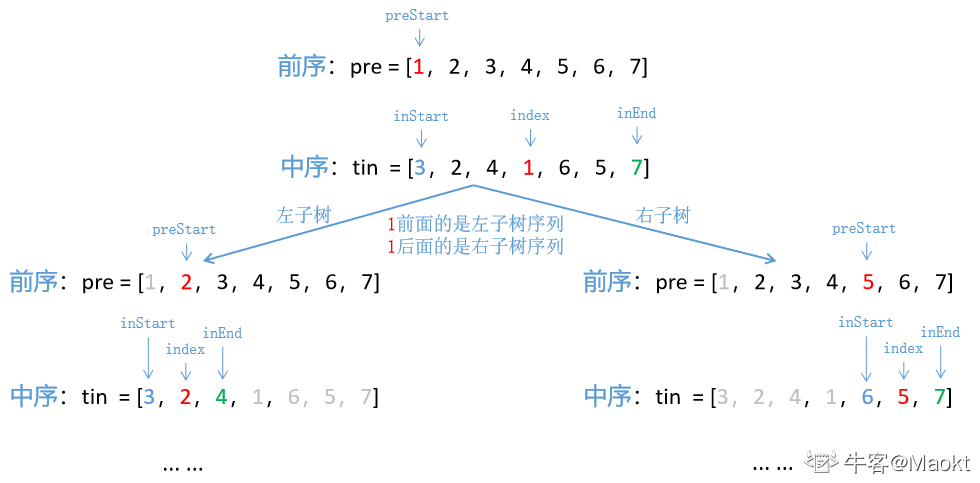 preStart
前序：pre = [1, 2, 3, 4, 5, 6, 7]
inStart index inEnd
中序：tin = [3, 2, 4, 1, 6, 5, 7]
左子树 右子树
1前面的是左子树序列
1后面的是右子树序列
preStart preStart
前序：pre = [1, 2, 3, 4, 5, 6, 7] 前序：pre = [1, 2, 3, 4, 5, 6, 7]
inStart index inEnd inStart index inEnd
中序：tin = [3, 2, 4, 1, 6, 5, 7] 中序：tin = [3, 2, 4, 1, 6, 5, 7]
... ... ... ...
牛客@Maokt